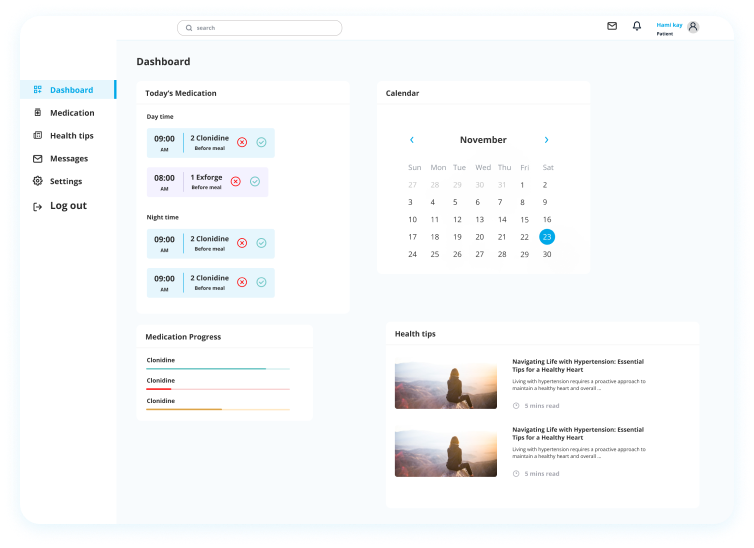 search
Hami kay
Patient
Dashboard
Medication
Health tips
Messages
Settings
Log out
Dashboard
Today's Medication
Day time
09:00
AM
2 Clonidine
Before meal
08:00
AM
1 Exforge
Before meal
Night time
09:00
AM
2 Clonidine
Before meal
09:00
AM
2 Clonidine
Before meal
Calendar
November
Sun Mon Tue Wed Thu Fri Sat
27 28 29 30 31 1 2
3 4 5 6 7 8 9
10 11 12 13 14 15 16
17 18 19 20 21 22 23
24 25 26 27 28 29 30
Medication Progress
Clonidine
Clonidine
Clonidine
Health tips
Navigating Life with Hypertension: Essential
Tips for a Healthy Heart
Living with hypertension requires a proactive approach to
maintain a healthy heart and overall ...
5 mins read
Navigating Life with Hypertension: Essential
Tips for a Healthy Heart
Living with hypertension requires a proactive approach to
maintain a healthy heart and overall ...
5 mins read